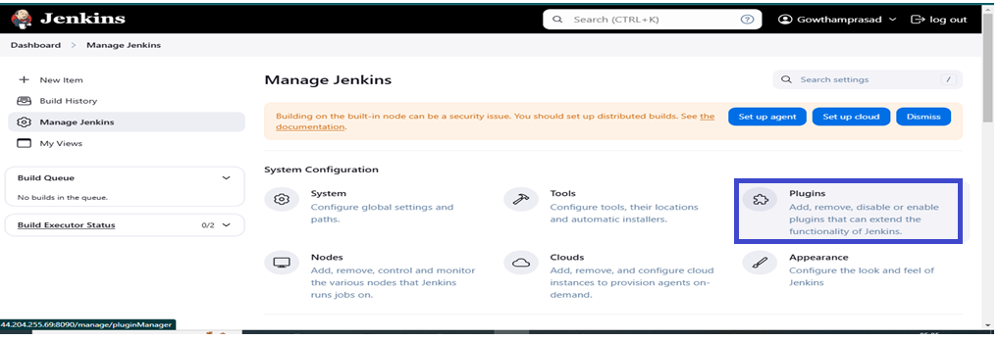 Jenkins
Search (CTRL+K)
Gowthamprasad
log out
Dashboard > Manage Jenkins
New Item
Build History
Manage Jenkins
My Views
Build Queue
No builds in the queue.
Build Executor Status 0/2
Manage Jenkins
Search settings /
Building on the built-in node can be a security issue. You should set up distributed builds. See the
documentation.
Set up agent
Set up cloud
Dismiss
System Configuration
System
Configure global settings and
paths.
Tools
Configure tools, their locations
and automatic installers.
Plugins
Add, remove, disable or enable
plugins that can extend the
functionality of Jenkins.
Nodes
Add, remove, control and monitor
the various nodes that Jenkins
runs jobs on.
Clouds
Add, remove, and configure cloud
instances to provision agents on-
demand.
Appearance
Configure the look and feel of
Jenkins
44.204.255.69:8090/manage/pluginManager